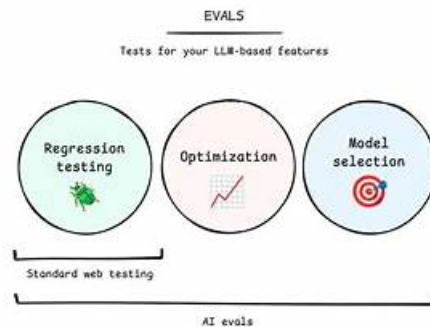 EVALS
Tests for your LLM-based features
Regression
testing
Optimization
Model
selection
Standard web testing
AI evals